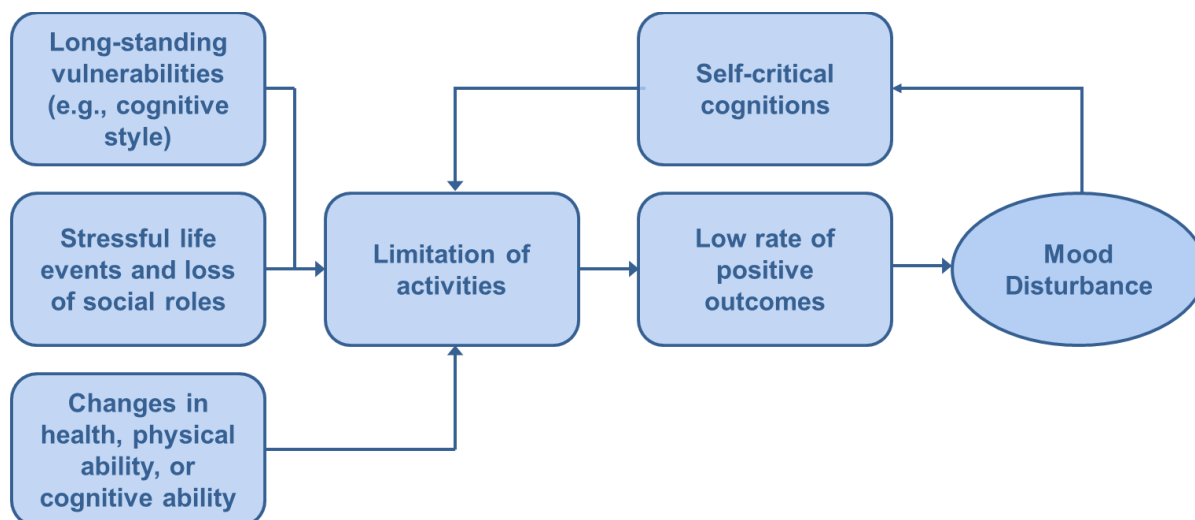 Long-standing
vulnerabilities
(e.g., cognitive
style)
Self-critical
cognitions
Stressful life
events and loss
of social roles
Limitation of
activities
Low rate of
positive
outcomes
Mood
Disturbance
Changes in
health, physical
ability, or
cognitive ability